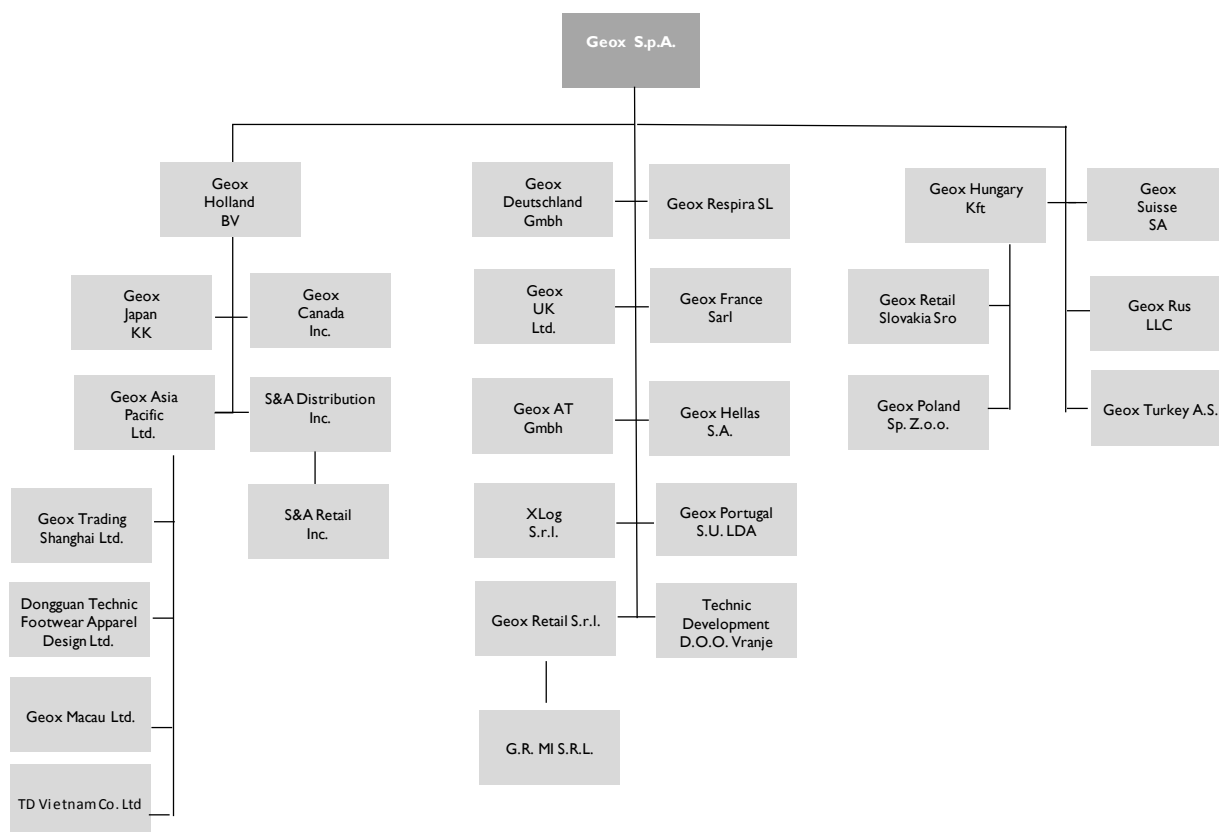 Geox S.p.A.
Geox
Holland
BV
Geox
Deutschland
Gmbh
Geox Respira SL
Geox Hungary
Kft
Geox
Suisse
SA
Geox
Japan
KK
Geox
Canada
Inc.
Geox
UK
Ltd.
Geox France
Sarl
Geox Retail
Slovakia Sro
Geox Rus
LLC
Geox Asia
Pacific
Ltd.
S&A Distribution
Inc.
Geox AT
Gmbh
Geox Hellas
S.A.
Geox Poland
Sp. Z.o.o.
Geox Turkey A.S.
Geox Trading
Shanghai Ltd.
S&A Retail
Inc.
XLog
S.r.l.
Geox Portugal
S.U. LDA
Dongguan Technic
Footwear Apparel
Design Ltd.
Geox Retail S.r.l.
Technic
Development
D.O.O. Vranje
Geox Macau Ltd.
G.R. MI S.R.L.
TD Vietnam Co. Ltd